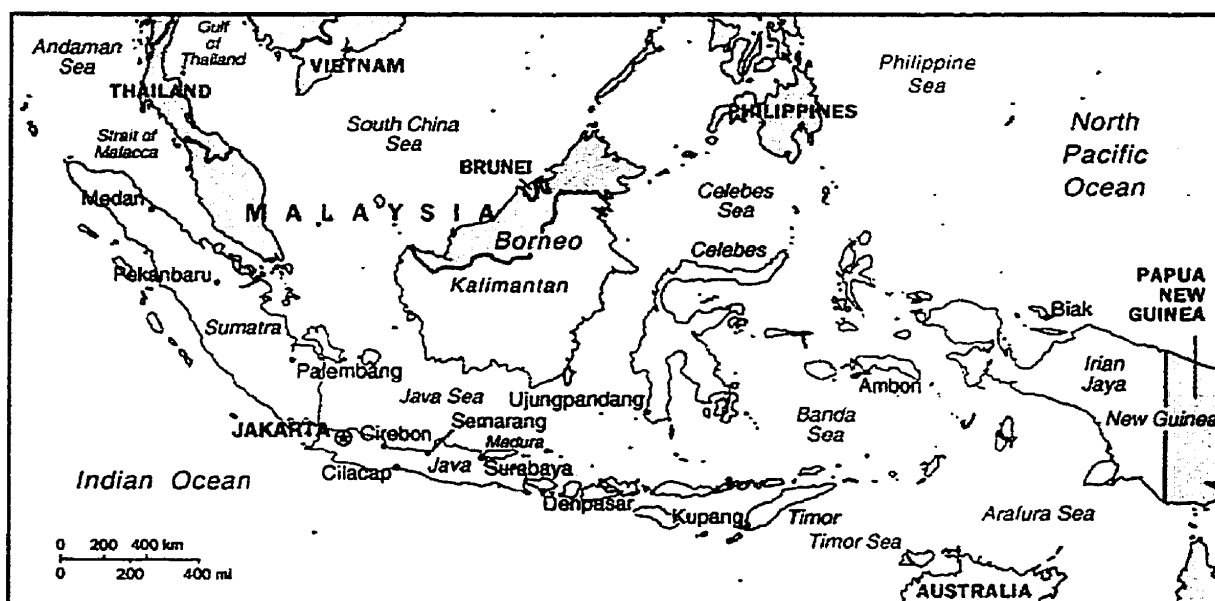 Andaman
Sea
Gulf
of
Thailand
VIETNAM
THAILAND
Philippine
Sea
PHILIPPINES
South China
Sea
Strait of
Malacca
North
Pacific
Ocean
BRUNEI
Medan
MALAYSIA
Celebes
Sea
Borneo
Celebes
Pekanbaru
Kalimantan
PAPUA
NEW
GUINEA
Biak
Sumatra
Palembang
Irian
Jaya
Ambon
Java Sea
Ujungpandang
Banda
Sea
New Guinea
Semarang
JAKARTA
Cirebon
Madura
Cilacap
Java
Surabaya
Indian Ocean
Denpasar
Kupang
Timor
Arafura Sea
Timor Sea
0 200 400 km
0 200 400 mi
AUSTRALIA